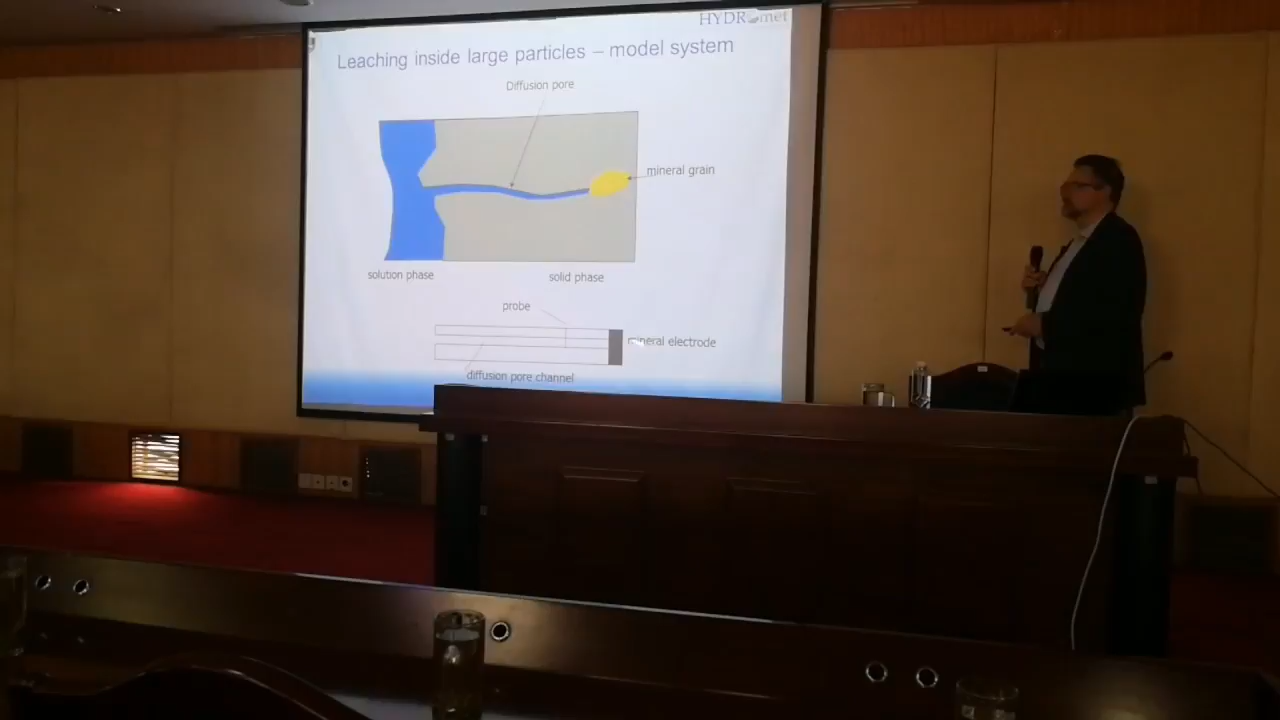 HYDROmet
Leaching inside large particles – model system
Diffusion pore
mineral grain
solution phase
solid phase
probe
mineral electrode
diffusion pore channel